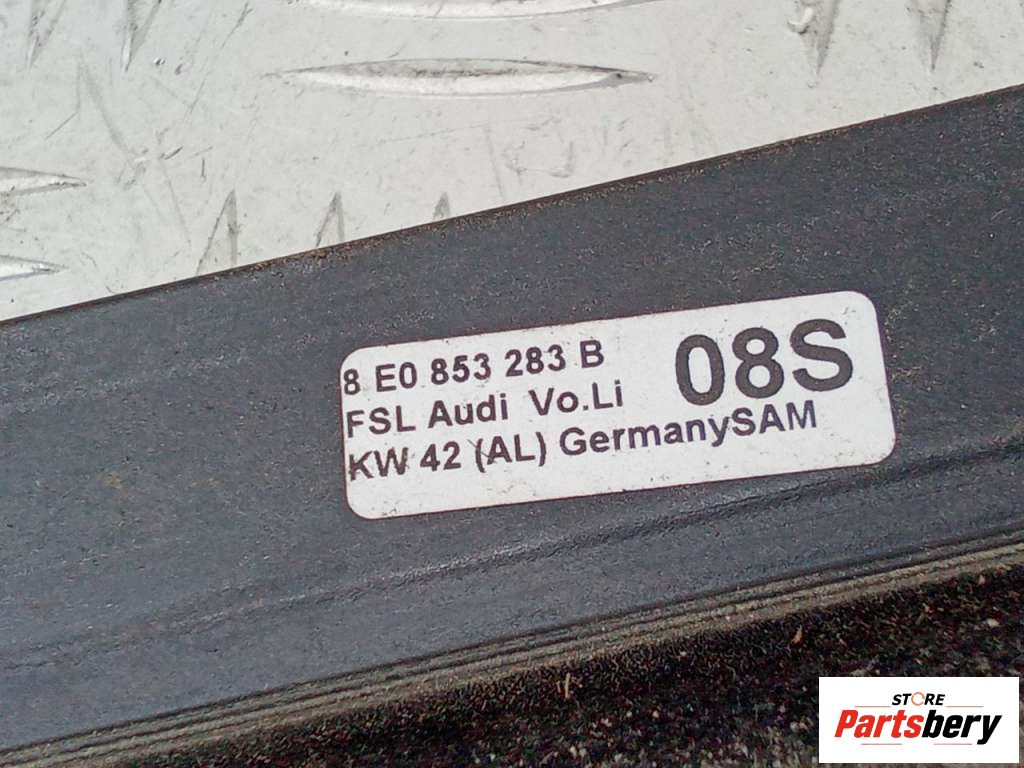 8 E0 853 283 B 08S
FSL Audi Vo.Li
KW 42 (AL) GermanySAM
STORE
Partsbery